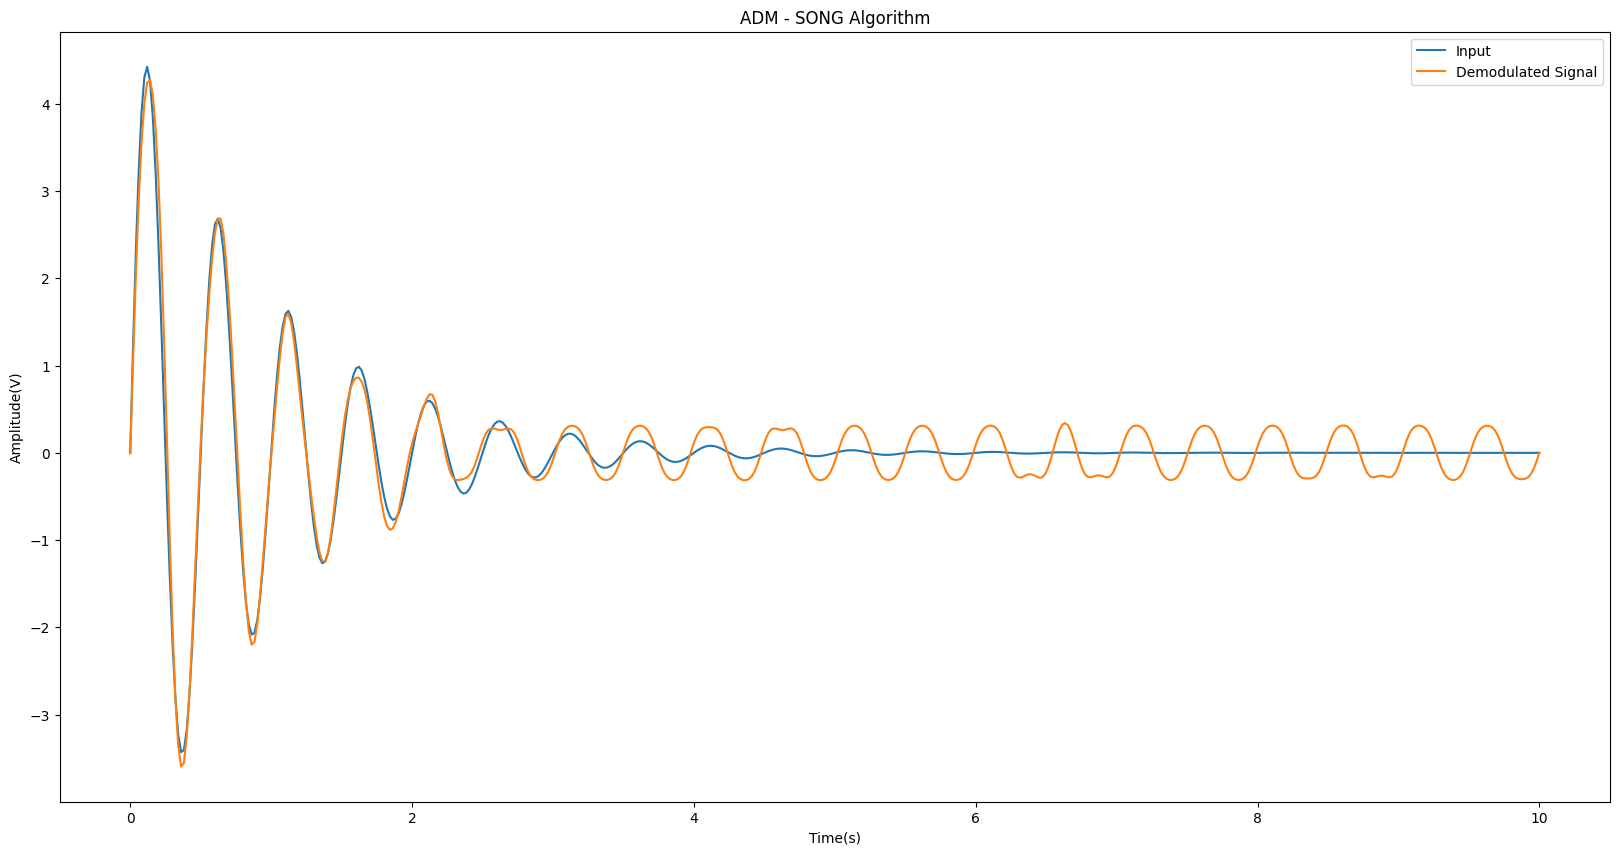 ADM - SONG Algorithm
Input
Demodulated Signal
Amplitude(V)
4
3
2
1
0
−1
−2
−3
0 2 4 6 8 10
Time(s)